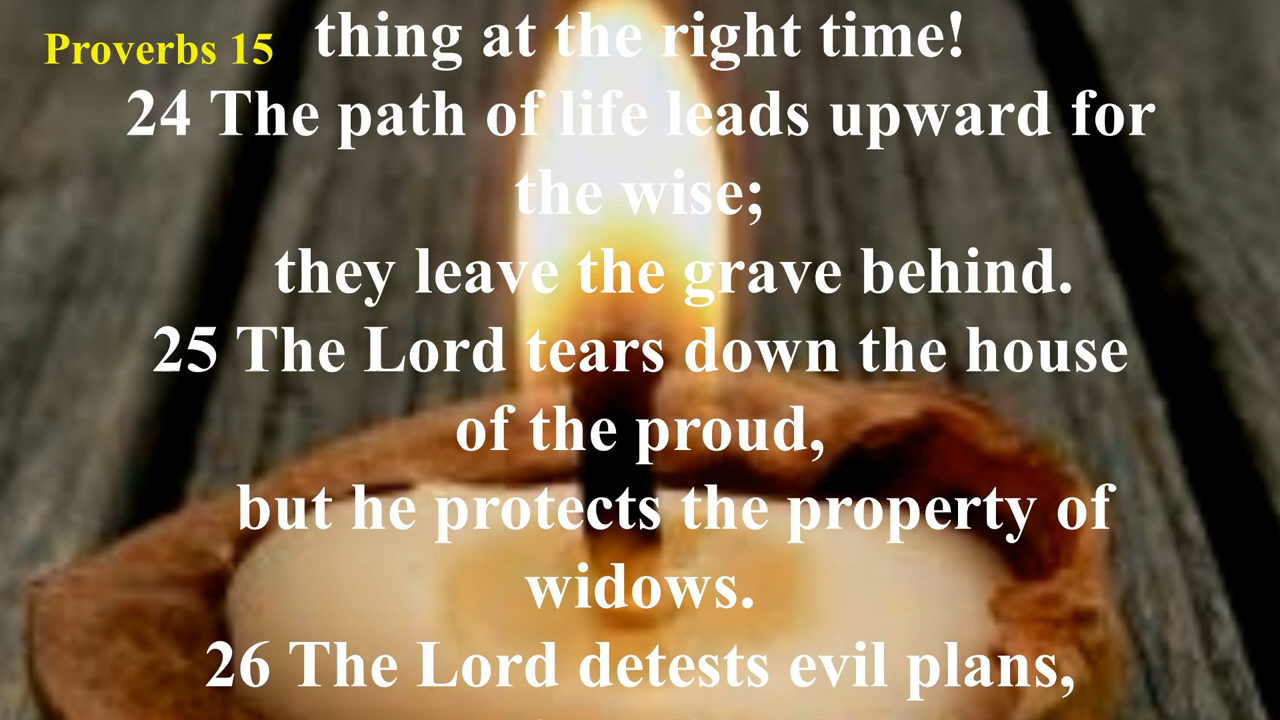 Proverbs 15
thing at the right time!
24 The path of life leads upward for
the wise;
they leave the grave behind.
25 The Lord tears down the house
of the proud,
but he protects the property of
widows.
26 The Lord detests evil plans,